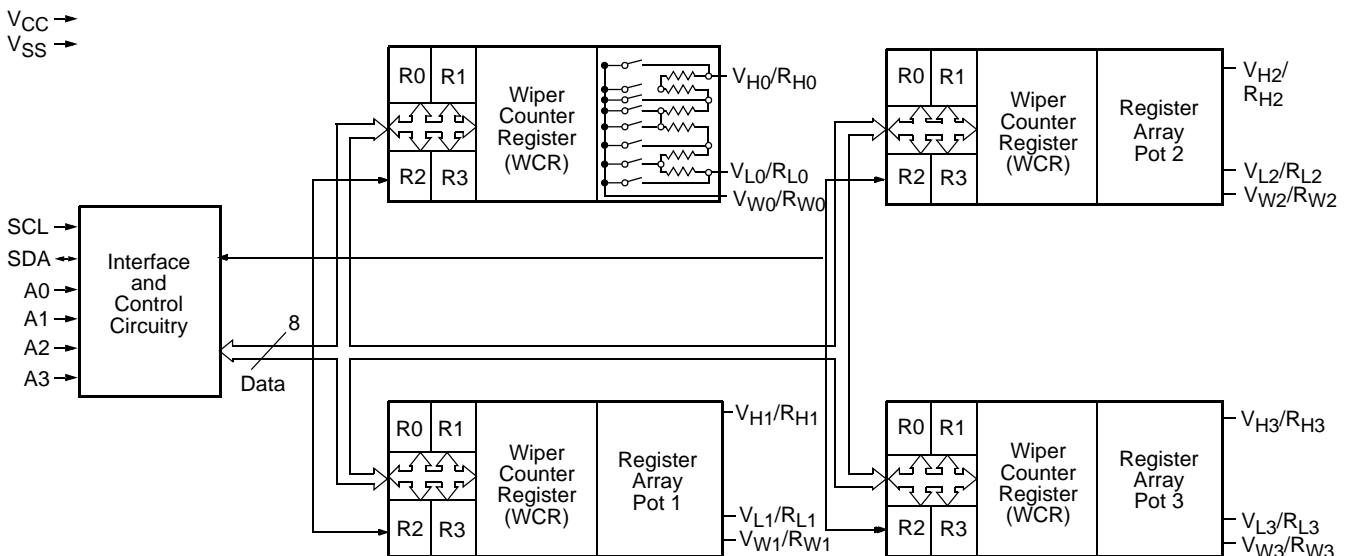 VCC
VSS
R0 R1
R2 R3
Wiper
Counter
Register
(WCR)
VH0/RH0
VL0/RL0
VW0/RW0
R0 R1
R2 R3
Wiper
Counter
Register
(WCR)
Register
Array
Pot 2
VH2/
RH2
VL2/RL2
VW2/RW2
SCL
SDA
A0
A1
A2
A3
Interface
and
Control
Circuitry
8
Data
R0 R1
R2 R3
Wiper
Counter
Register
(WCR)
Register
Array
Pot 1
VH1/RH1
VL1/RL1
VW1/RW1
R0 R1
R2 R3
Wiper
Counter
Register
(WCR)
Register
Array
Pot 3
VH3/RH3
VL3/RL3
VW3/RW3